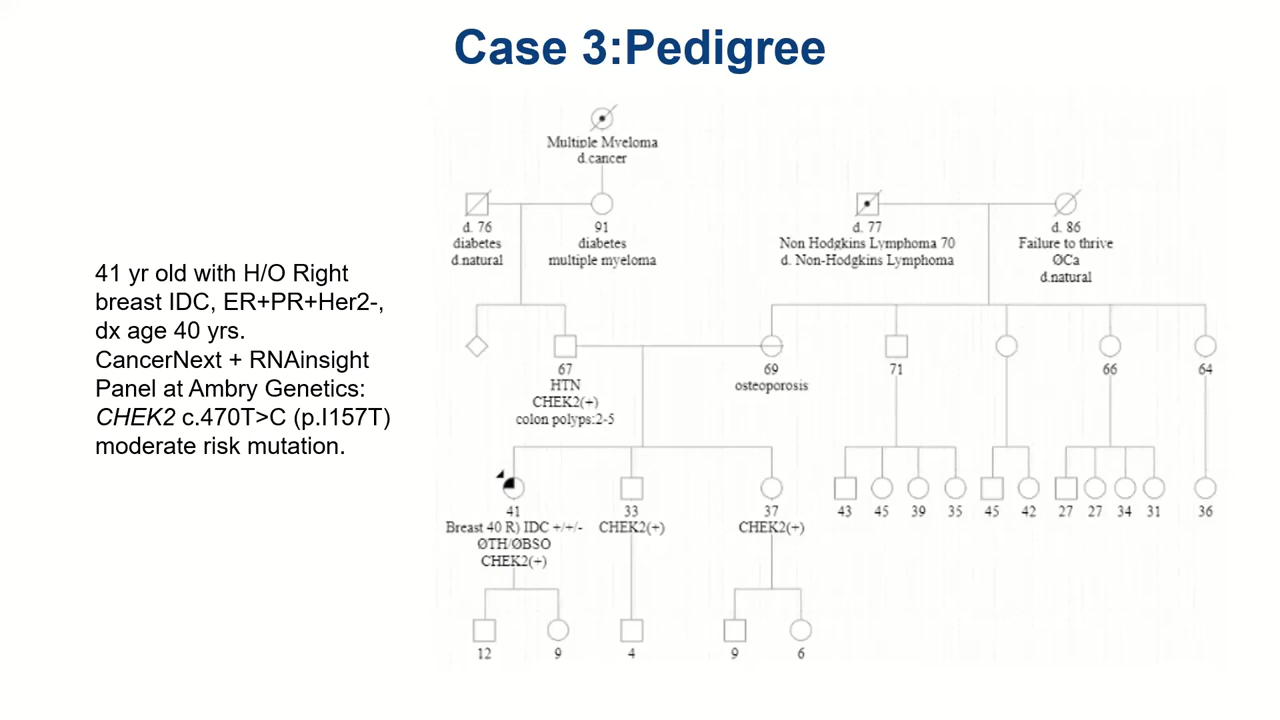 Case 3:Pedigree
41 yr old with H/O Right
breast IDC, ER+PR+Her2-,
dx age 40 yrs.
CancerNext + RNAinsight
Panel at Ambry Genetics:
CHEK2 c.470T>C (p.I157T)
moderate risk mutation.
Multiple Myeloma
d.cancer
d. 76
diabetes
d.natural
91
diabetes
multiple myeloma
d. 77
Non Hodgkins Lymphoma 70
d. Non-Hodgkins Lymphoma
d. 86
Failure to thrive
ØCa
d.natural
67
HTN
CHEK2(+)
colon polyps:2-5
69
osteoporosis
71
66
64
41
Breast 40 R) IDC +/+/-
ØTH/ØBSO
CHEK2(+)
33
CHEK2(+)
37
CHEK2(+)
43 45 39 35 45 42 27 27 34 31 36
12 9 4 9 6